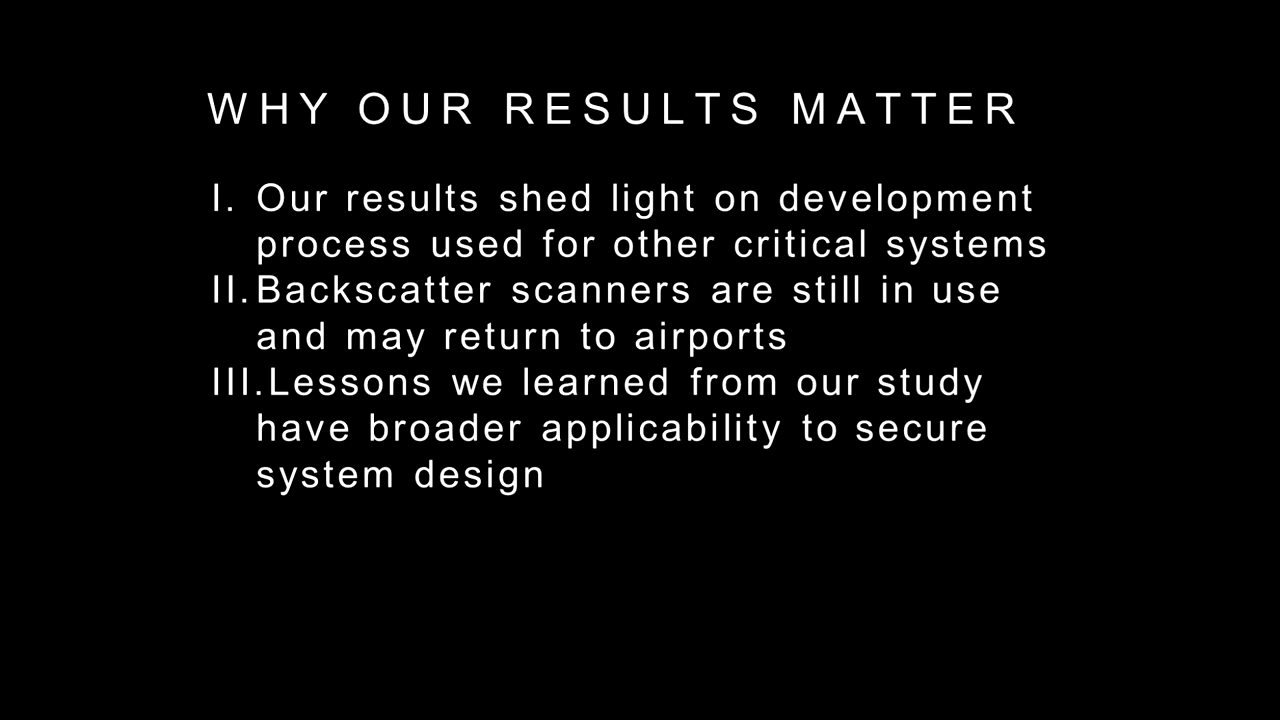 WHY OUR RESULTS MATTER
I. Our results shed light on development
process used for other critical systems
II. Backscatter scanners are still in use
and may return to airports
III. Lessons we learned from our study
have broader applicability to secure
system design